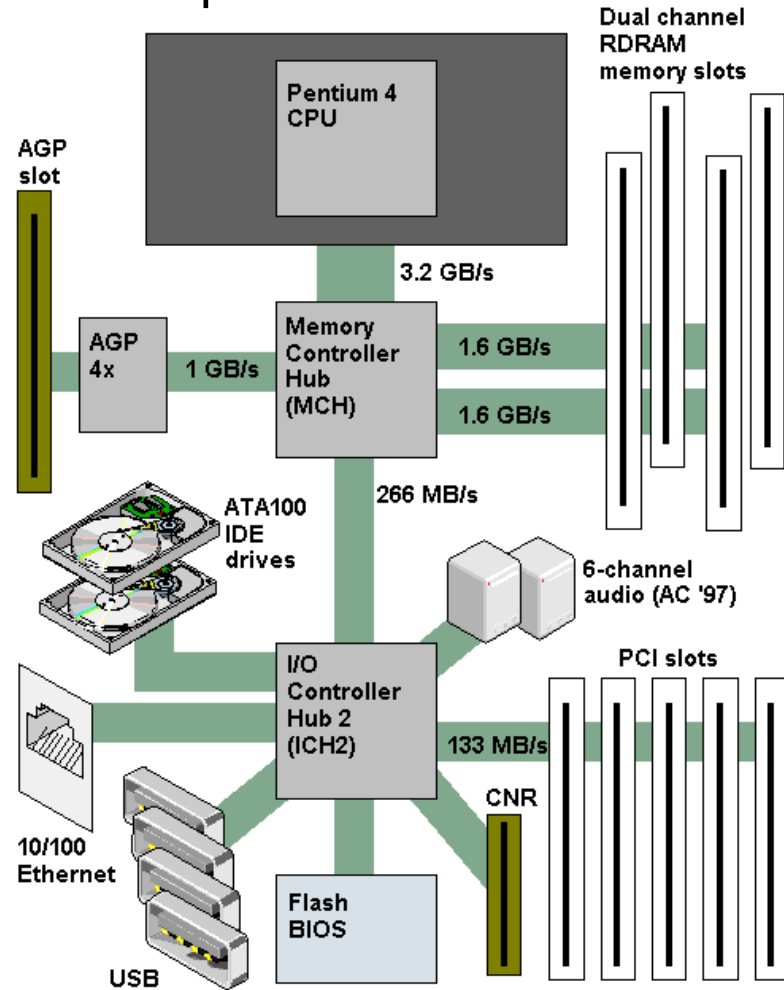 Dual channel
RDRAM
memory slots
Pentium 4
CPU
AGP
slot
3.2 GB/s
AGP
4x
1 GB/s
Memory
Controller
Hub
(MCH)
1.6 GB/s
1.6 GB/s
266 MB/s
ATA100
IDE
drives
6-channel
audio (AC '97)
I/O
Controller
Hub 2
(ICH2)
PCI slots
133 MB/s
CNR
10/100
Ethernet
Flash
BIOS
USB